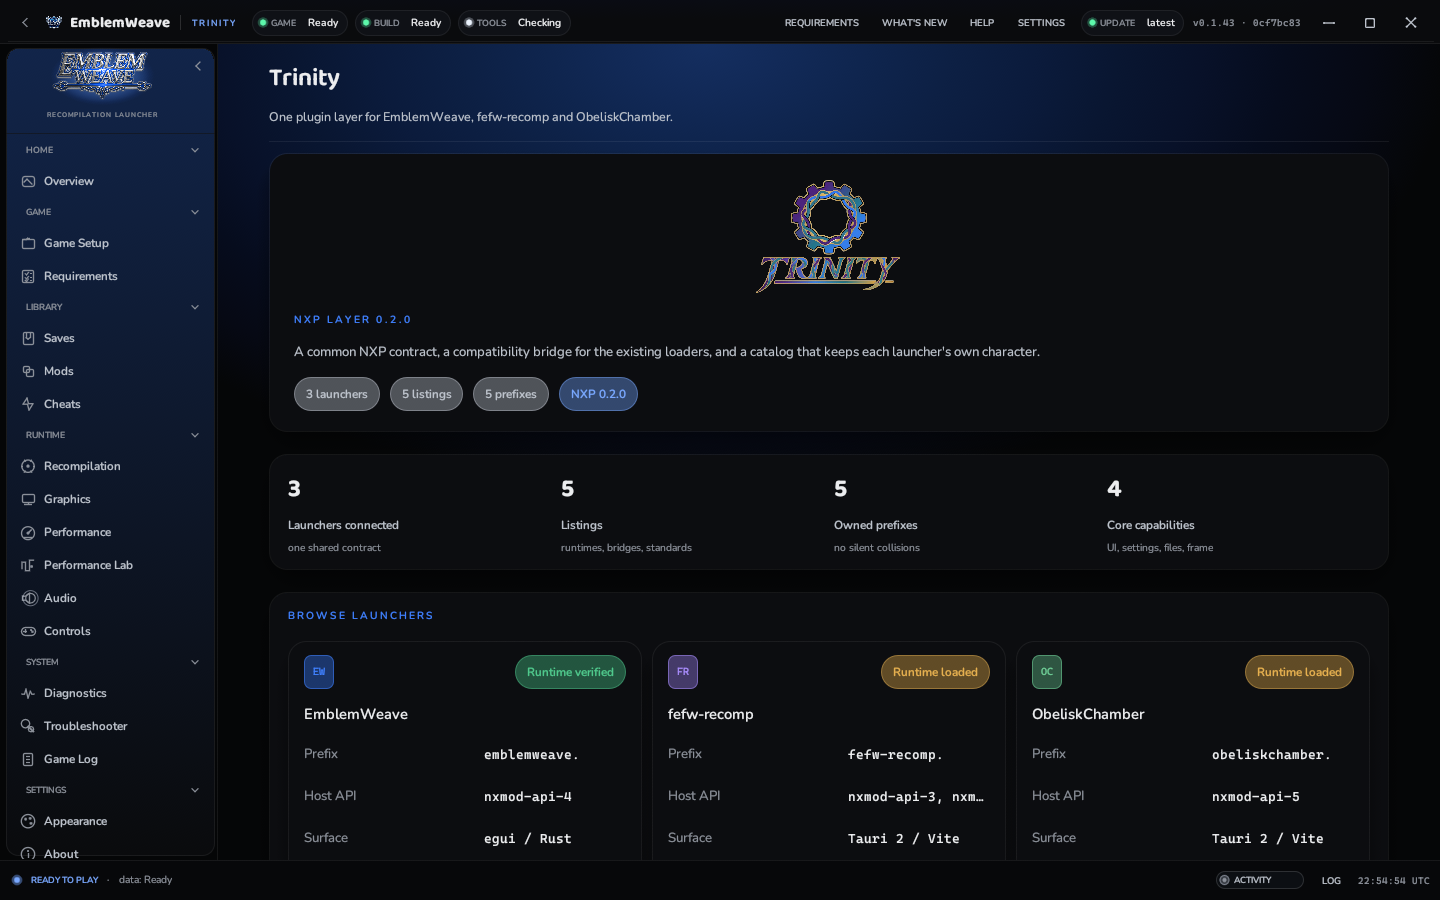 EmblemWeave TRINITY GAME Ready BUILD Ready TOOLS Checking REQUIREMENTS WHAT'S NEW HELP SETTINGS UPDATE latest v0.1.43 · 0cf7bc83
EMBLEM
WEAVE
RECOMPILATION LAUNCHER
HOME
Overview
GAME
Game Setup
Requirements
LIBRARY
Saves
Mods
Cheats
RUNTIME
Recompilation
Graphics
Performance
Performance Lab
Audio
Controls
SYSTEM
Diagnostics
Troubleshooter
Game Log
SETTINGS
Appearance
About
Trinity
One plugin layer for EmblemWeave, fefw-recomp and ObeliskChamber.
TRINITY
NXP LAYER 0.2.0
A common NXP contract, a compatibility bridge for the existing loaders, and a catalog that keeps each launcher's own character.
3 launchers 5 listings 5 prefixes NXP 0.2.0
3 5 5 4
Launchers connected Listings Owned prefixes Core capabilities
one shared contract runtimes, bridges, standards no silent collisions UI, settings, files, frame
BROWSE LAUNCHERS
EW Runtime verified FR Runtime loaded OC Runtime loaded
EmblemWeave fefw-recomp ObeliskChamber
Prefix emblemweave. Prefix fefw-recomp. Prefix obeliskchamber.
Host API nxmod-api-4 Host API nxmod-api-3, nxm… Host API nxmod-api-5
Surface egui / Rust Surface Tauri 2 / Vite Surface Tauri 2 / Vite
READY TO PLAY · data: Ready ACTIVITY LOG 22:54:54 UTC